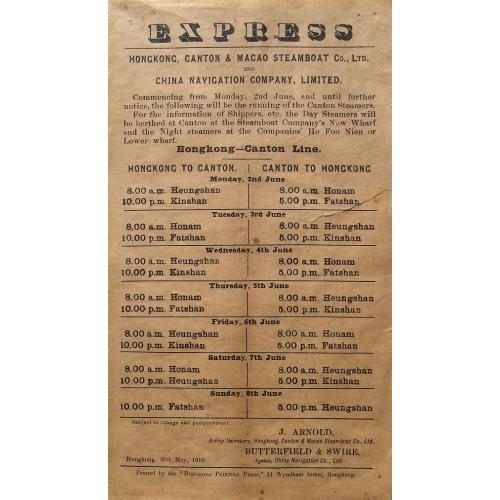 EXPRESS
HONGKONG, CANTON & MACAO STEAMBOAT Co., LTD.
AND
CHINA NAVIGATION COMPANY, LIMITED.
Commencing from Monday, 2nd June, and until further
notice, the following will be the running of the Canton Steamers.
For the information of Shippers, etc. the Day Steamers will
be berthed at Canton at the Steamboat Company's New Wharf
and the Night steamers at the Companies' Ho Foo Nien or
Lower wharf.
Hongkong—Canton Line.
HONGKONG TO CANTON. CANTON TO HONGKONG
Monday, 2nd June
8.00 a.m. Heungshan 8.00 a.m. Honam
10.00 p.m. Kinshan 5.00 p.m. Fatshan
Tuesday, 3rd June
8.00 a.m. Honam 8.00 a.m. Heungshan
10.00 p.m. Fatshan 5.00 p.m. Kinshan
Wednesday, 4th June
8.00 a.m. Heungshan 8.00 a.m. Honam
10.00 p.m. Kinshan 5.00 p.m. Fatshan
Thursday, 5th June
8.00 a.m. Honam 8.00 a.m. Heungshan
10.00 p.m. Fatshan 5.00 p.m. Kinshan
Friday, 6th June
8.00 a.m. Heungshan 8.00 a.m. Honam
10.00 p.m. Kinshan 5.00 p.m. Fatshan
Saturday, 7th June
8.00 a.m. Honam 8.00 a.m. Heungshan
10.00 p.m. Heungshan 5.00 p.m. Kinshan
Sunday, 8th June
10.00 p.m. Fatshan 5.00 p.m. Heungshan
Subject to change and postponement.
J. ARNOLD,
Acting Secretary, Hongkong, Canton & Macao Steamboat Co., Ltd.
BUTTERFIELD & SWIRE,
Agents, China Navigation Co., Ltd.
Hongkong 30th May,
Printed by the "HONGKONG PRINTING PRESS," 51 Wyndham Street, Hongkong.